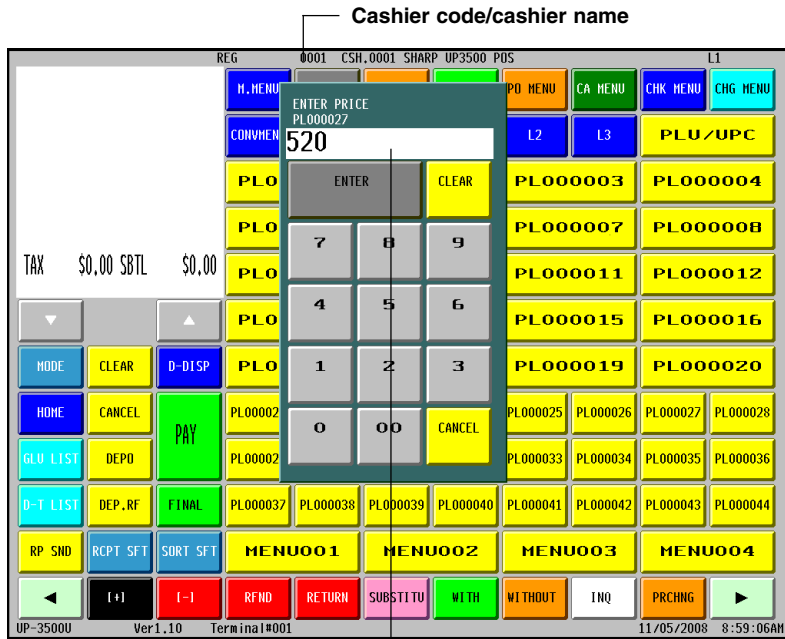 Cashier code/cashier name
REG 0001 CSH.0001 SHARP UP3500 POS L1
M.MENU PO MENU CA MENU CHK MENU CHG MENU
ENTER PRICE
PL000027
CONVMEN L2 L3 PLU/UPC
520
ENTER CLEAR
PL0 PL000003 PL000004
PL0 PL000007 PL000008
7 8 9
TAX $0.00 SBTL $0.00
PL0 PL000011 PL000012
4 5 6
PL0 PL000015 PL000016
MODE CLEAR D-DISP PL0 1 2 3 PL000019 PL000020
HOME CANCEL PAY PL00002 0 00 CANCEL PL000025 PL000026 PL000027 PL000028
GLU LIST DEPO PL00002 PL000033 PL000034 PL000035 PL000036
D-T LIST DEP.RF FINAL PL000037 PL000038 PL000039 PL000040 PL000041 PL000042 PL000043 PL000044
RP SND RCPT SFT SORT SFT MENU001 MENU002 MENU003 MENU004
[+] [-] RFND RETURN SUBSTITU WITH WITHOUT INQ PRCHNG
UP-3500U Ver1.10 Terminal#001 11/05/2008 8:59:06AM